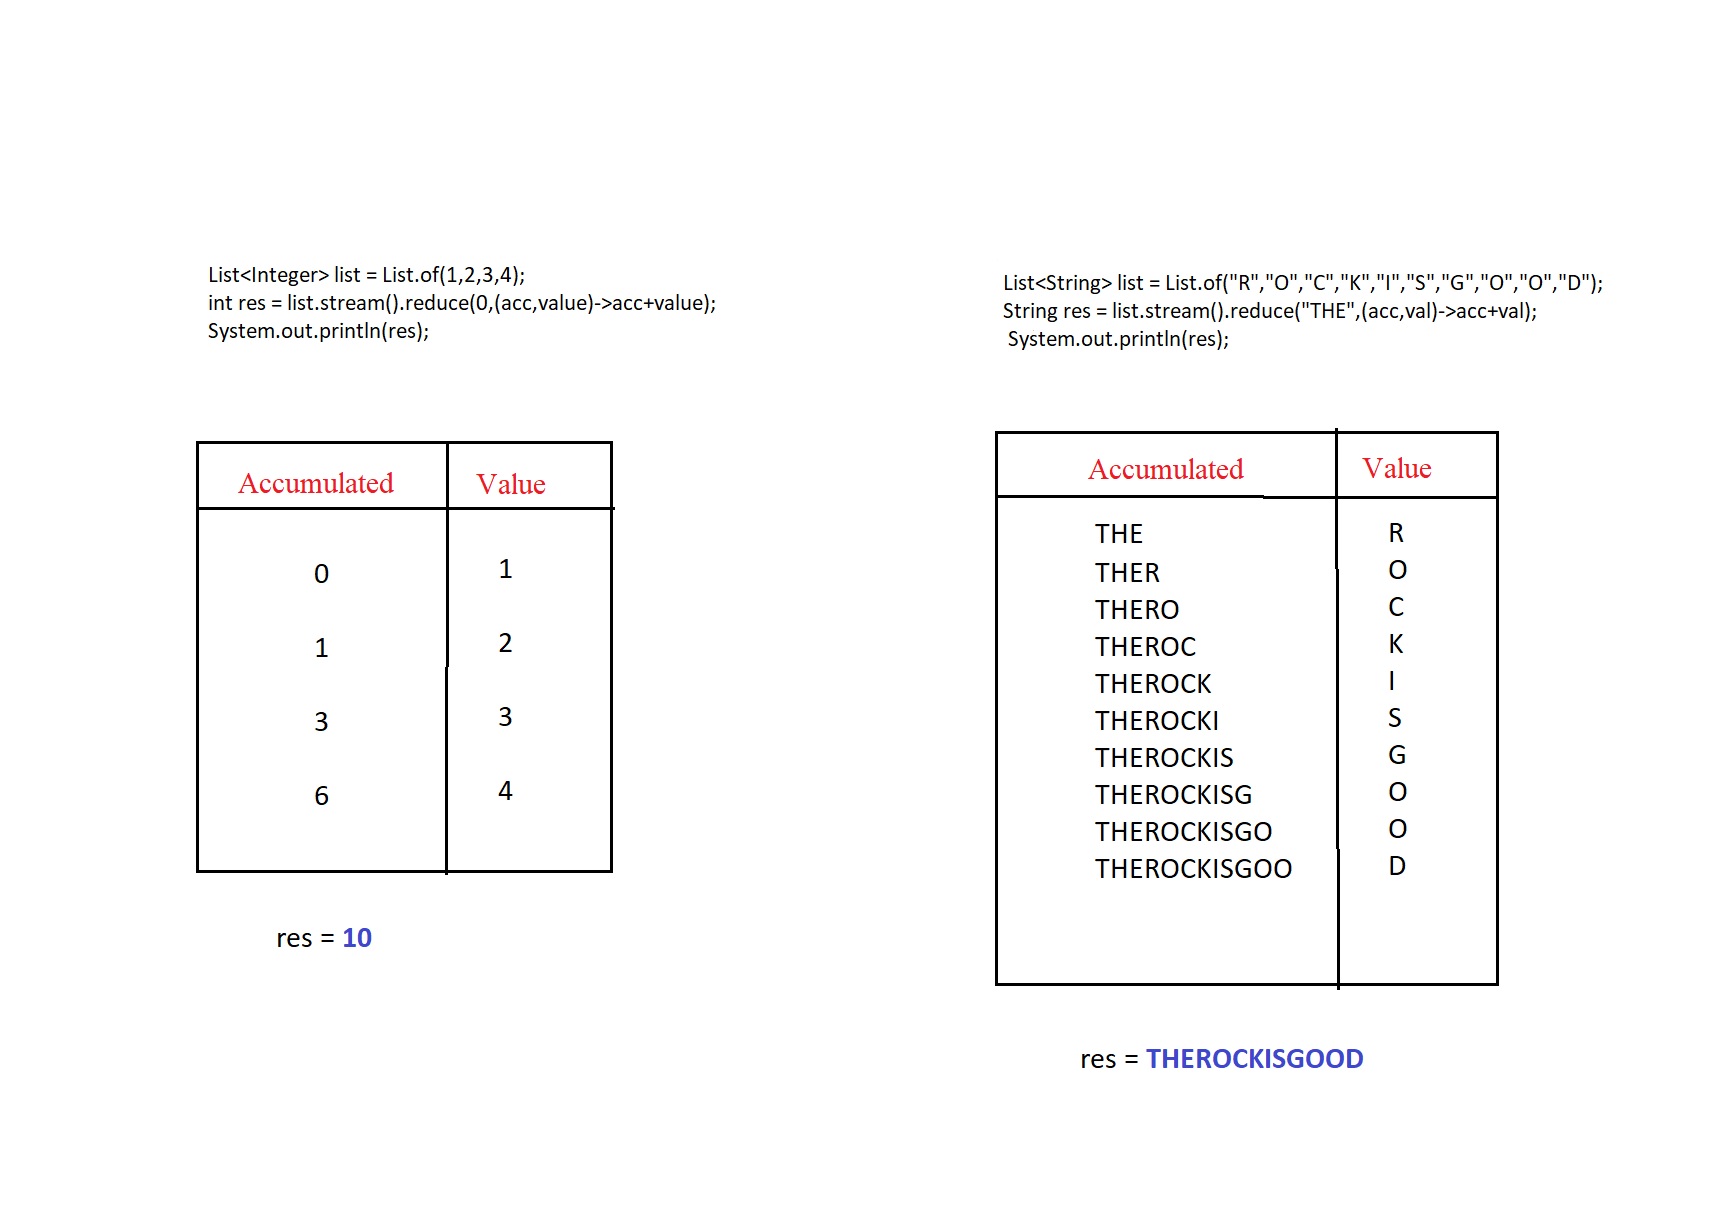 List<Integer> list = List.of(1,2,3,4);
int res = list.stream().reduce(0,(acc,value)->acc+value);
System.out.println(res);
Accumulated Value
0 1
1 2
3 3
6 4
res = 10
List<String> list = List.of("R","O","C","K","I","S","G","O","O","D");
String res = list.stream().reduce("THE",(acc,val)->acc+val);
System.out.println(res);
Accumulated Value
THE R
THER O
THERO C
THEROC K
THEROCK I
THEROCKI S
THEROCKIS G
THEROCKISG O
THEROCKISGO O
THEROCKISGOO D
res = THEROCKISGOOD